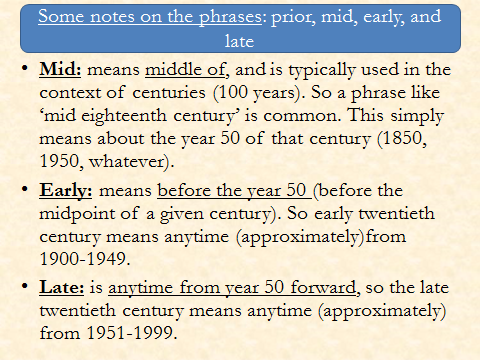 Some notes on the phrases: prior, mid, early, and
late
• Mid: means middle of, and is typically used in the
context of centuries (100 years). So a phrase like
‘mid eighteenth century’ is common. This simply
means about the year 50 of that century (1850,
1950, whatever).
• Early: means before the year 50 (before the
midpoint of a given century). So early twentieth
century means anytime (approximately)from
1900-1949.
• Late: is anytime from year 50 forward, so the late
twentieth century means anytime (approximately)
from 1951-1999.